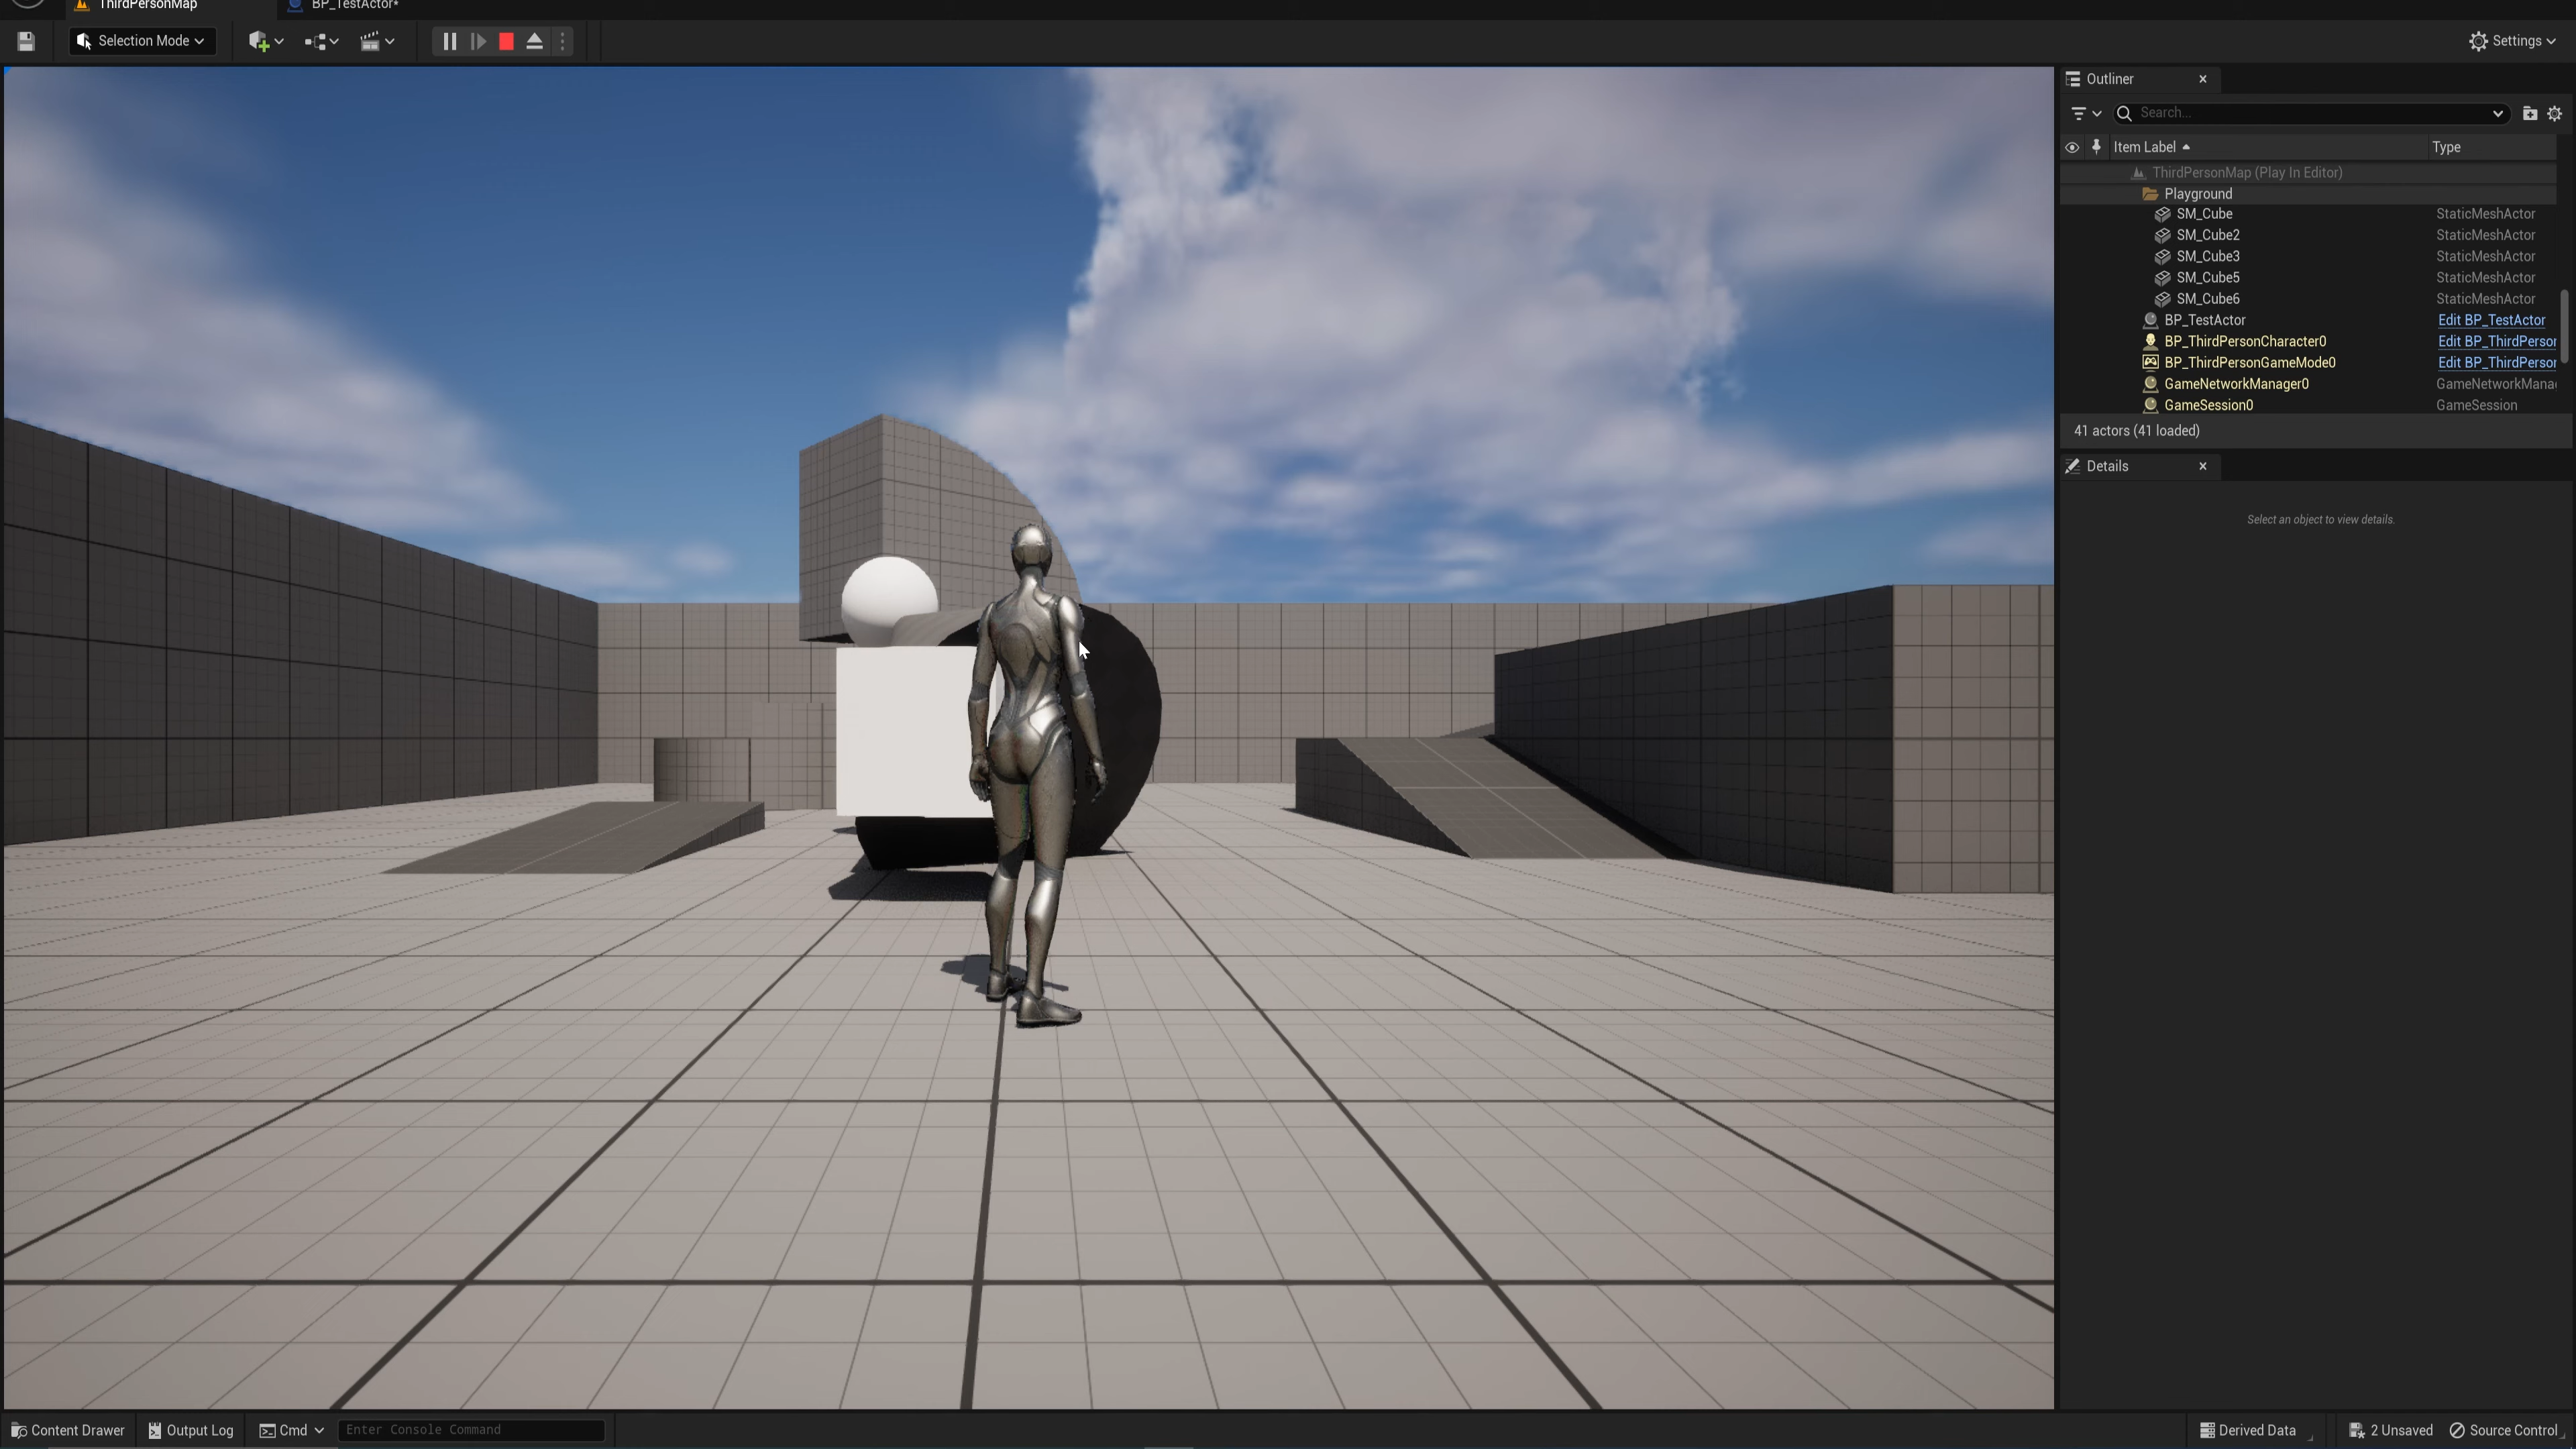 ThirdPersonMap
BP_TestActor*
Selection Mode
Settings
Outliner
Search...
Item Label
Type
ThirdPersonMap (Play In Editor)
Playground
SM_Cube StaticMeshActor
SM_Cube2 StaticMeshActor
SM_Cube3 StaticMeshActor
SM_Cube5 StaticMeshActor
SM_Cube6 StaticMeshActor
BP_TestActor Edit BP_TestActor
BP_ThirdPersonCharacter0 Edit BP_ThirdPerson
BP_ThirdPersonGameMode0 Edit BP_ThirdPerson
GameNetworkManager0 GameNetworkMana
GameSession0 GameSession
41 actors (41 loaded)
Details
Select an object to view details.
Content Drawer
Output Log
Cmd
Enter Console Command
Derived Data
2 Unsaved
Source Control